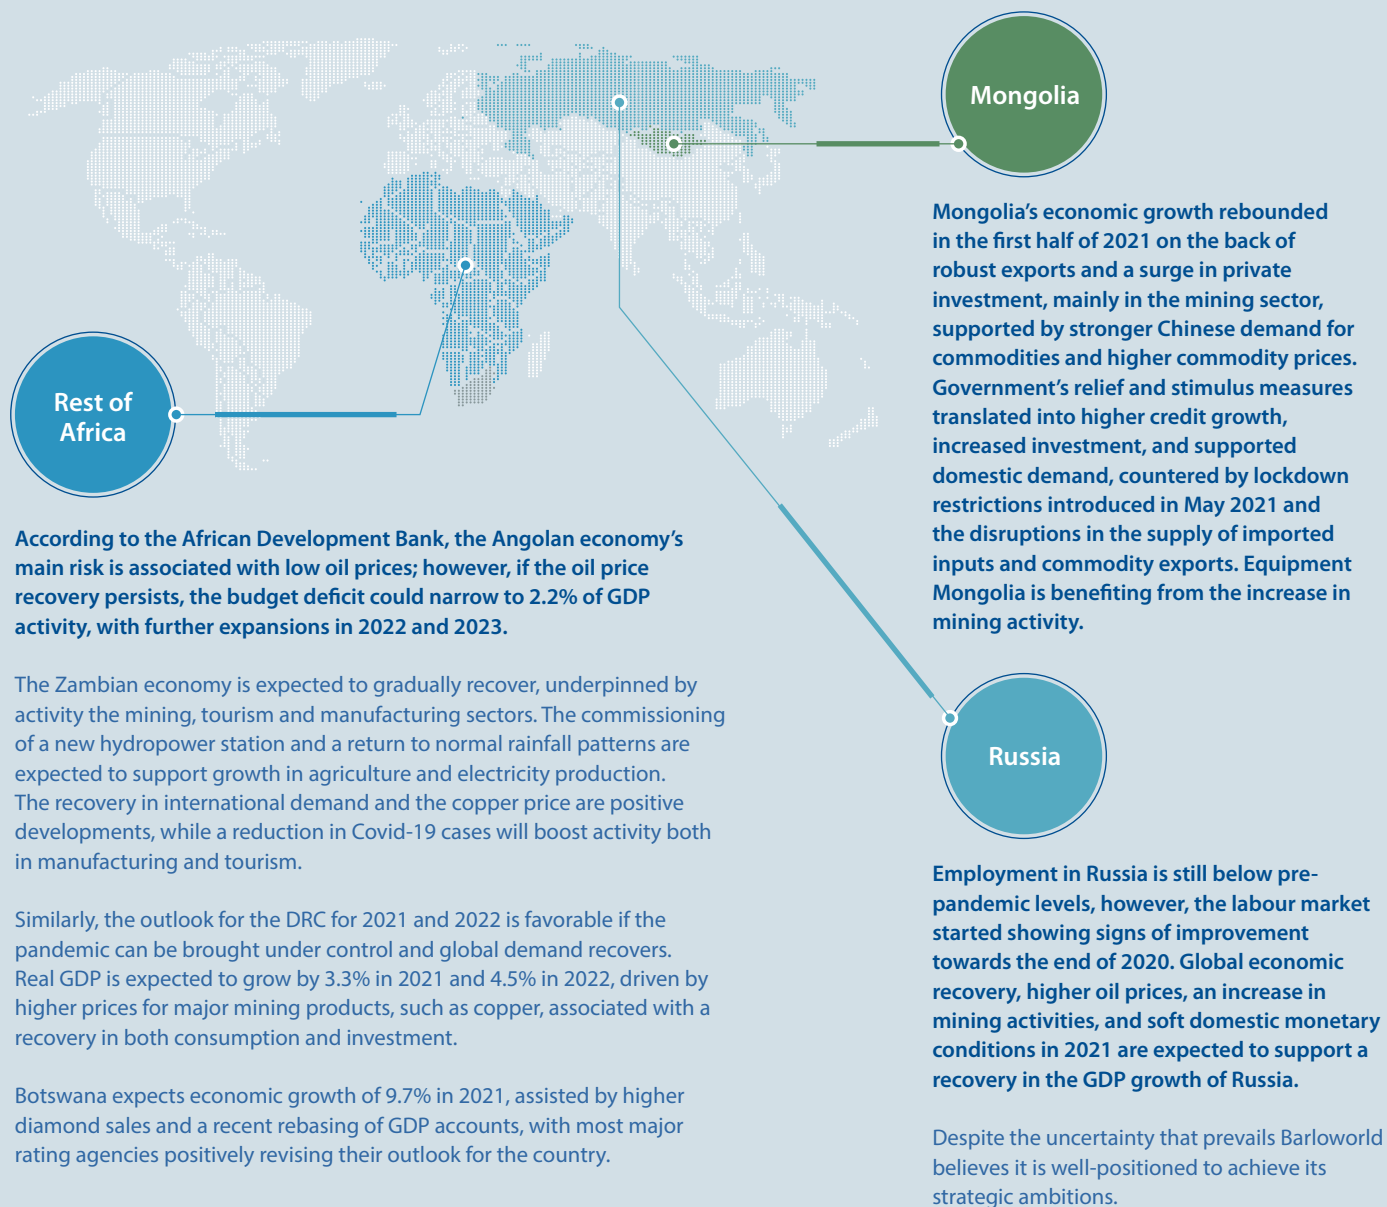 Mongolia
Mongolia’s economic growth rebounded
in the first half of 2021 on the back of
robust exports and a surge in private
investment, mainly in the mining sector,
supported by stronger Chinese demand for
commodities and higher commodity prices.
Government’s relief and stimulus measures
translated into higher credit growth,
increased investment, and supported
domestic demand, countered by lockdown
restrictions introduced in May 2021 and
the disruptions in the supply of imported
inputs and commodity exports. Equipment
Mongolia is benefiting from the increase in
mining activity.
Rest of
Africa
According to the African Development Bank, the Angolan economy’s
main risk is associated with low oil prices; however, if the oil price
recovery persists, the budget deficit could narrow to 2.2% of GDP
activity, with further expansions in 2022 and 2023.
The Zambian economy is expected to gradually recover, underpinned by
activity the mining, tourism and manufacturing sectors. The commissioning
of a new hydropower station and a return to normal rainfall patterns are
expected to support growth in agriculture and electricity production.
The recovery in international demand and the copper price are positive
developments, while a reduction in Covid-19 cases will boost activity both
in manufacturing and tourism.
Similarly, the outlook for the DRC for 2021 and 2022 is favorable if the
pandemic can be brought under control and global demand recovers.
Real GDP is expected to grow by 3.3% in 2021 and 4.5% in 2022, driven by
higher prices for major mining products, such as copper, associated with a
recovery in both consumption and investment.
Botswana expects economic growth of 9.7% in 2021, assisted by higher
diamond sales and a recent rebasing of GDP accounts, with most major
rating agencies positively revising their outlook for the country.
Russia
Employment in Russia is still below pre-
pandemic levels, however, the labour market
started showing signs of improvement
towards the end of 2020. Global economic
recovery, higher oil prices, an increase in
mining activities, and soft domestic monetary
conditions in 2021 are expected to support a
recovery in the GDP growth of Russia.
Despite the uncertainty that prevails Barloworld
believes it is well-positioned to achieve its
strategic ambitions.